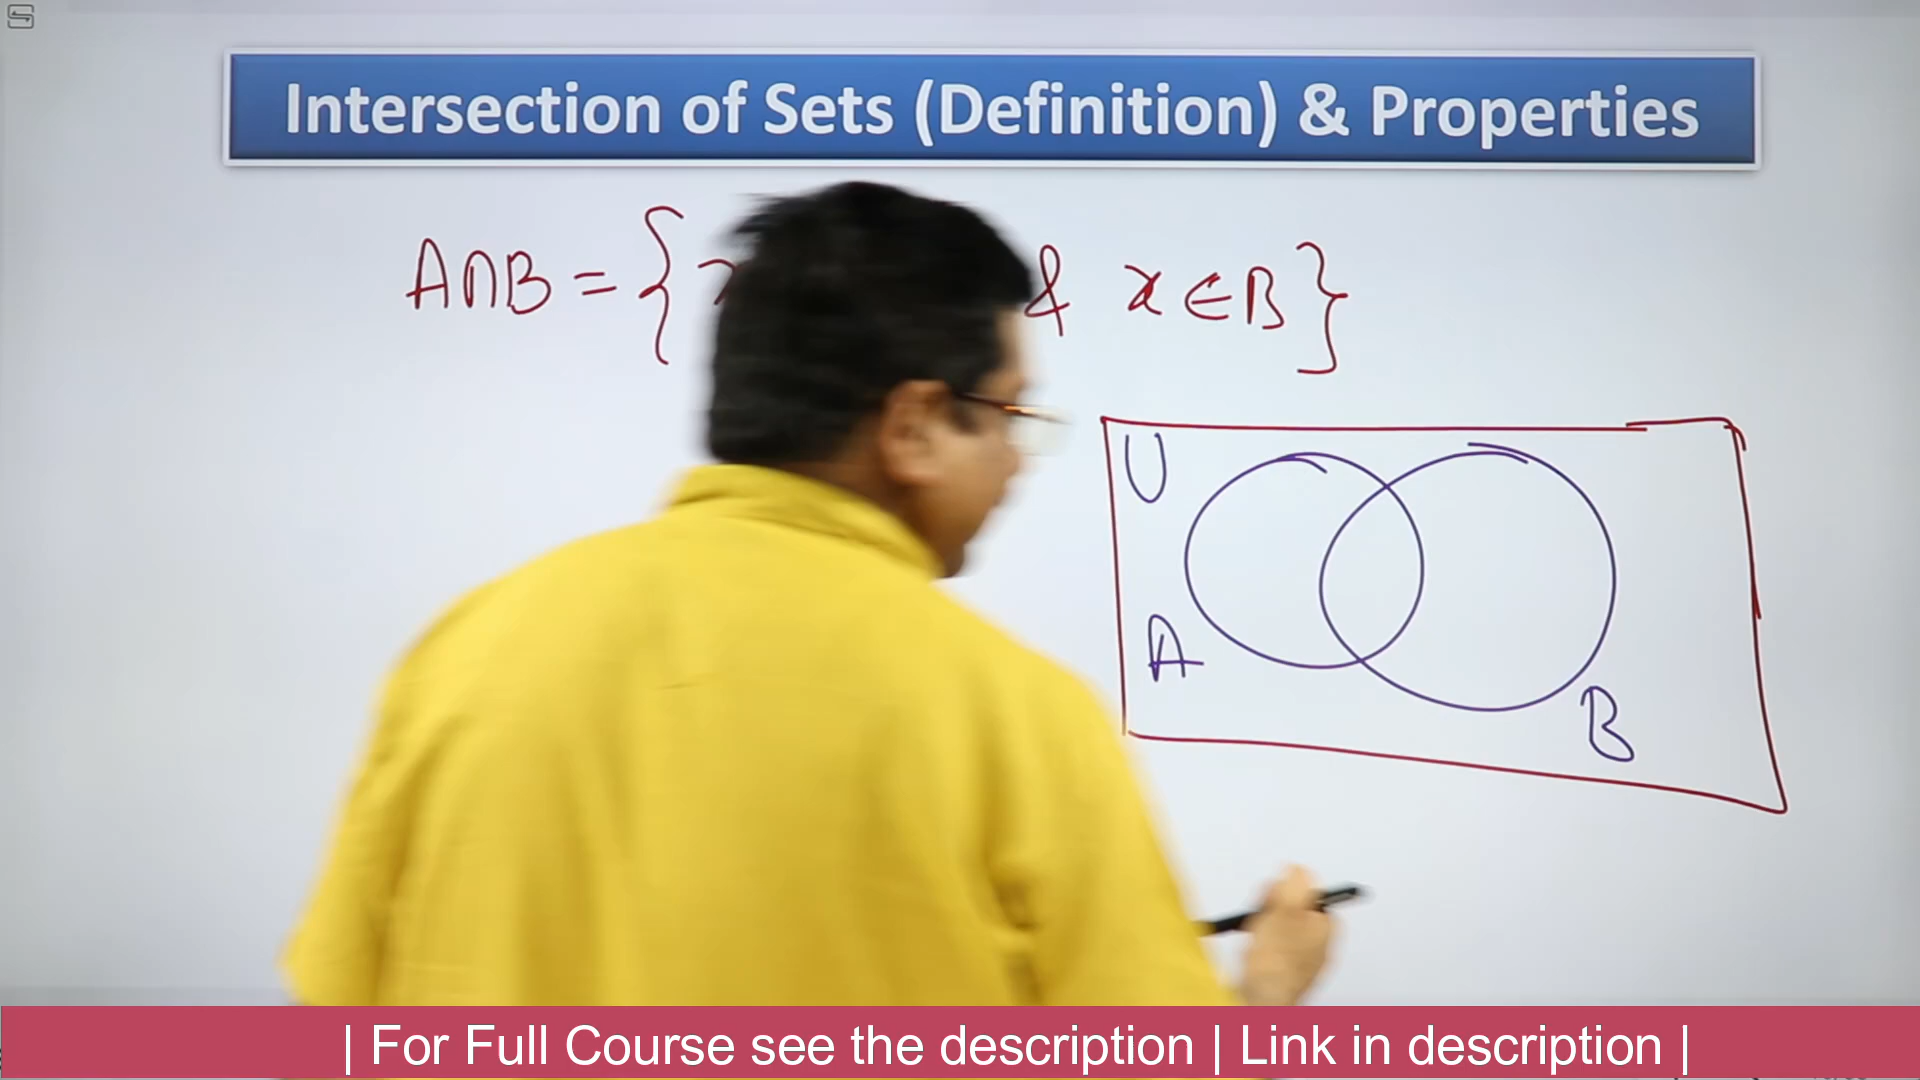 Intersection of Sets (Definition) & Properties
A∩B = { x & x ∈ B }
U
A
B
| For Full Course see the description | Link in description |